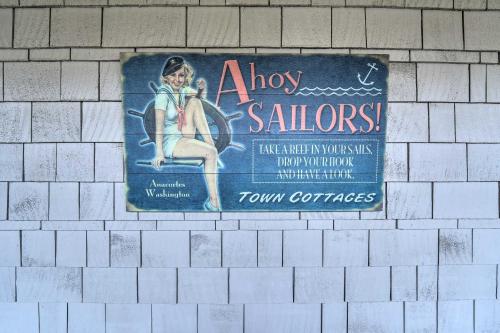 Ahoy
SAILORS!
TAKE A REEF IN YOUR SAILS,
DROP YOUR HOOK
AND HAVE A LOOK.
Anacortes
Washington
TOWN COTTAGES